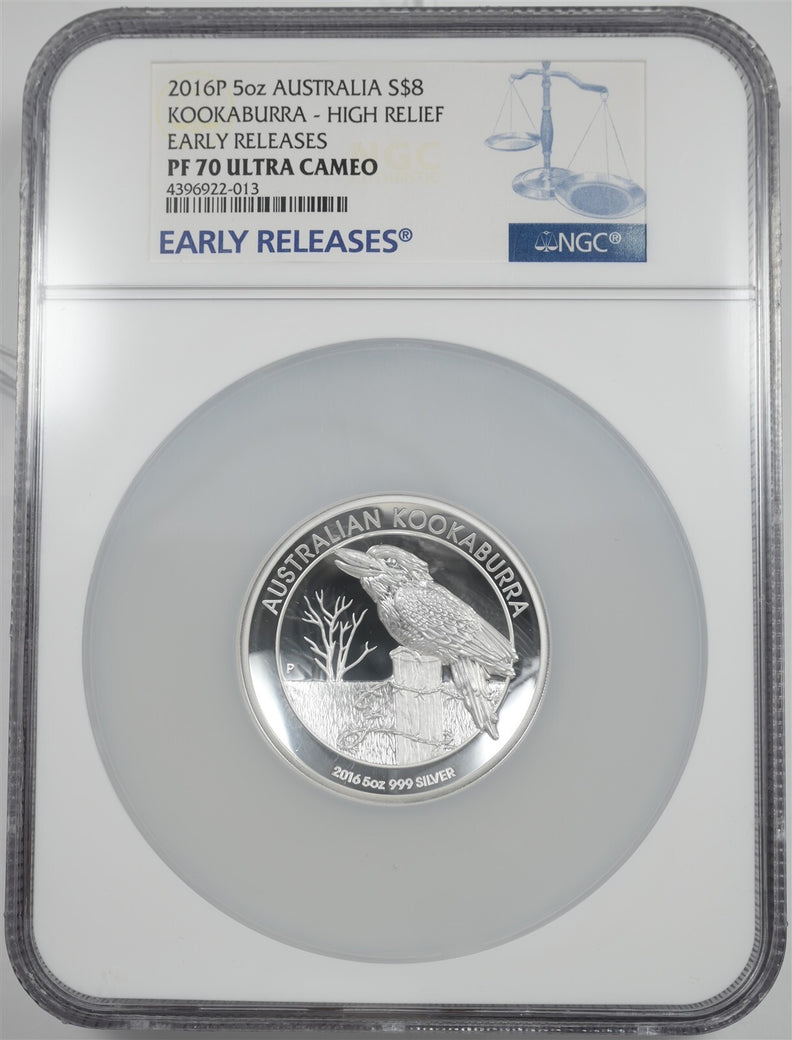 2016P 5oz AUSTRALIA S$8
KOOKABURRA - HIGH RELIEF
EARLY RELEASES
PF 70 ULTRA CAMEO
4396922-013
EARLY RELEASES®
NGC®
NGC
AUSTRALIAN KOOKABURRA
P
2016 5oz 999 SILVER